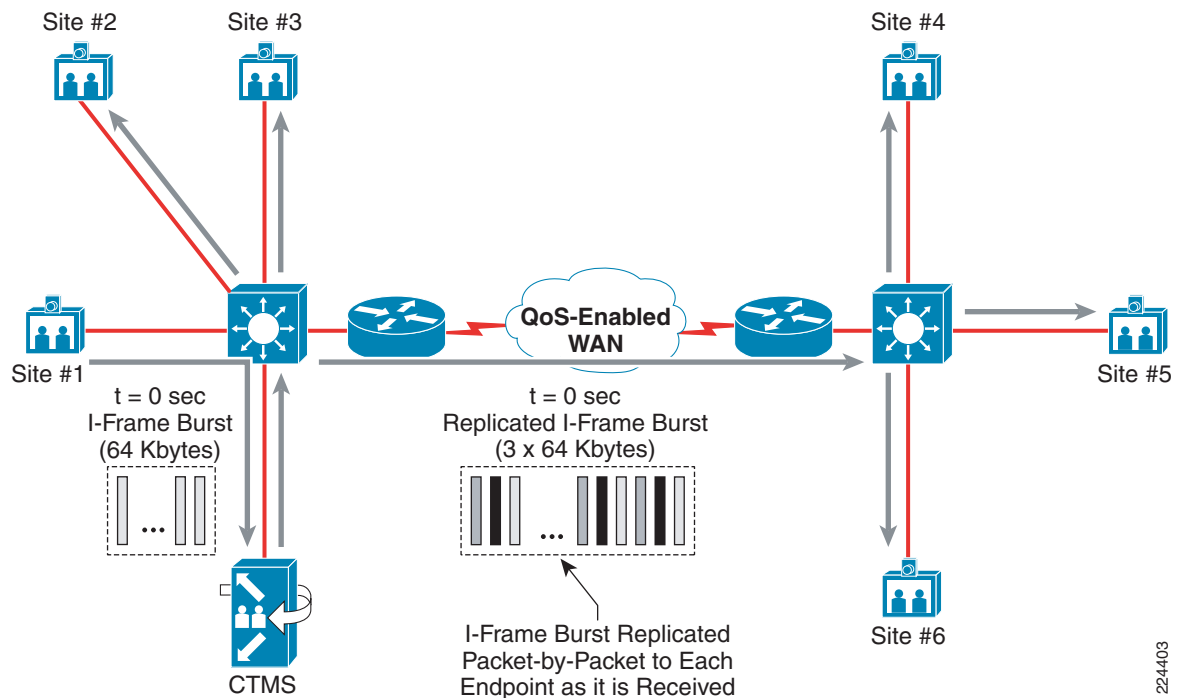 Site #2
Site #3
Site #4
QoS-Enabled
WAN
Site #1
Site #5
t = 0 sec
I-Frame Burst
(64 Kbytes)
...
t = 0 sec
Replicated I-Frame Burst
(3 x 64 Kbytes)
...
Site #6
I-Frame Burst Replicated
Packet-by-Packet to Each
Endpoint as it is Received
CTMS
224403